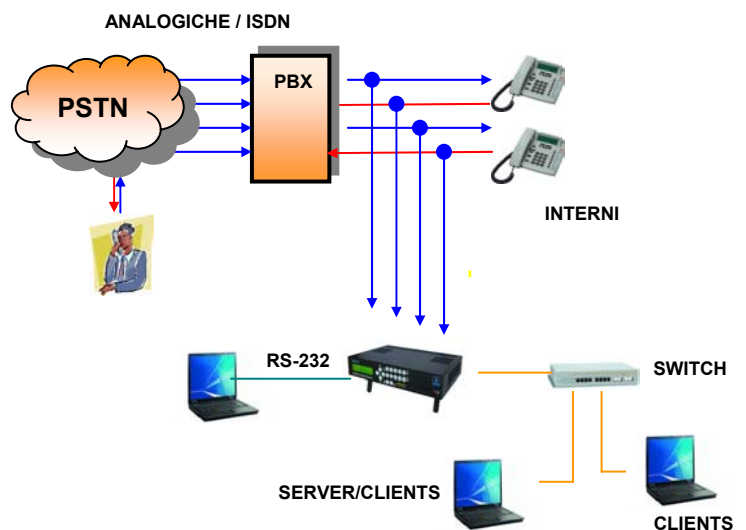 ANALOGICHE / ISDN
PSTN
PBX
INTERNI
RS-232
SWITCH
SERVER/CLIENTS
CLIENTS